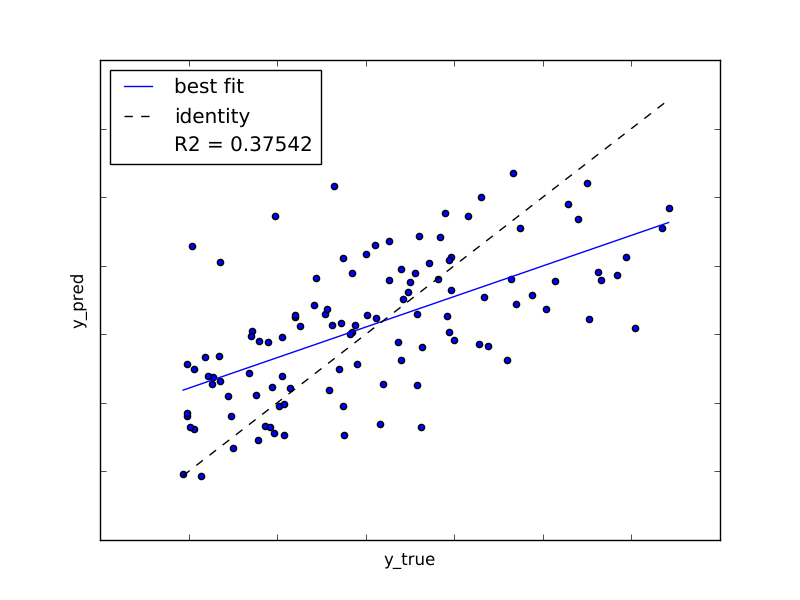 best fit
identity
R2 = 0.37542
y_pred
y_true